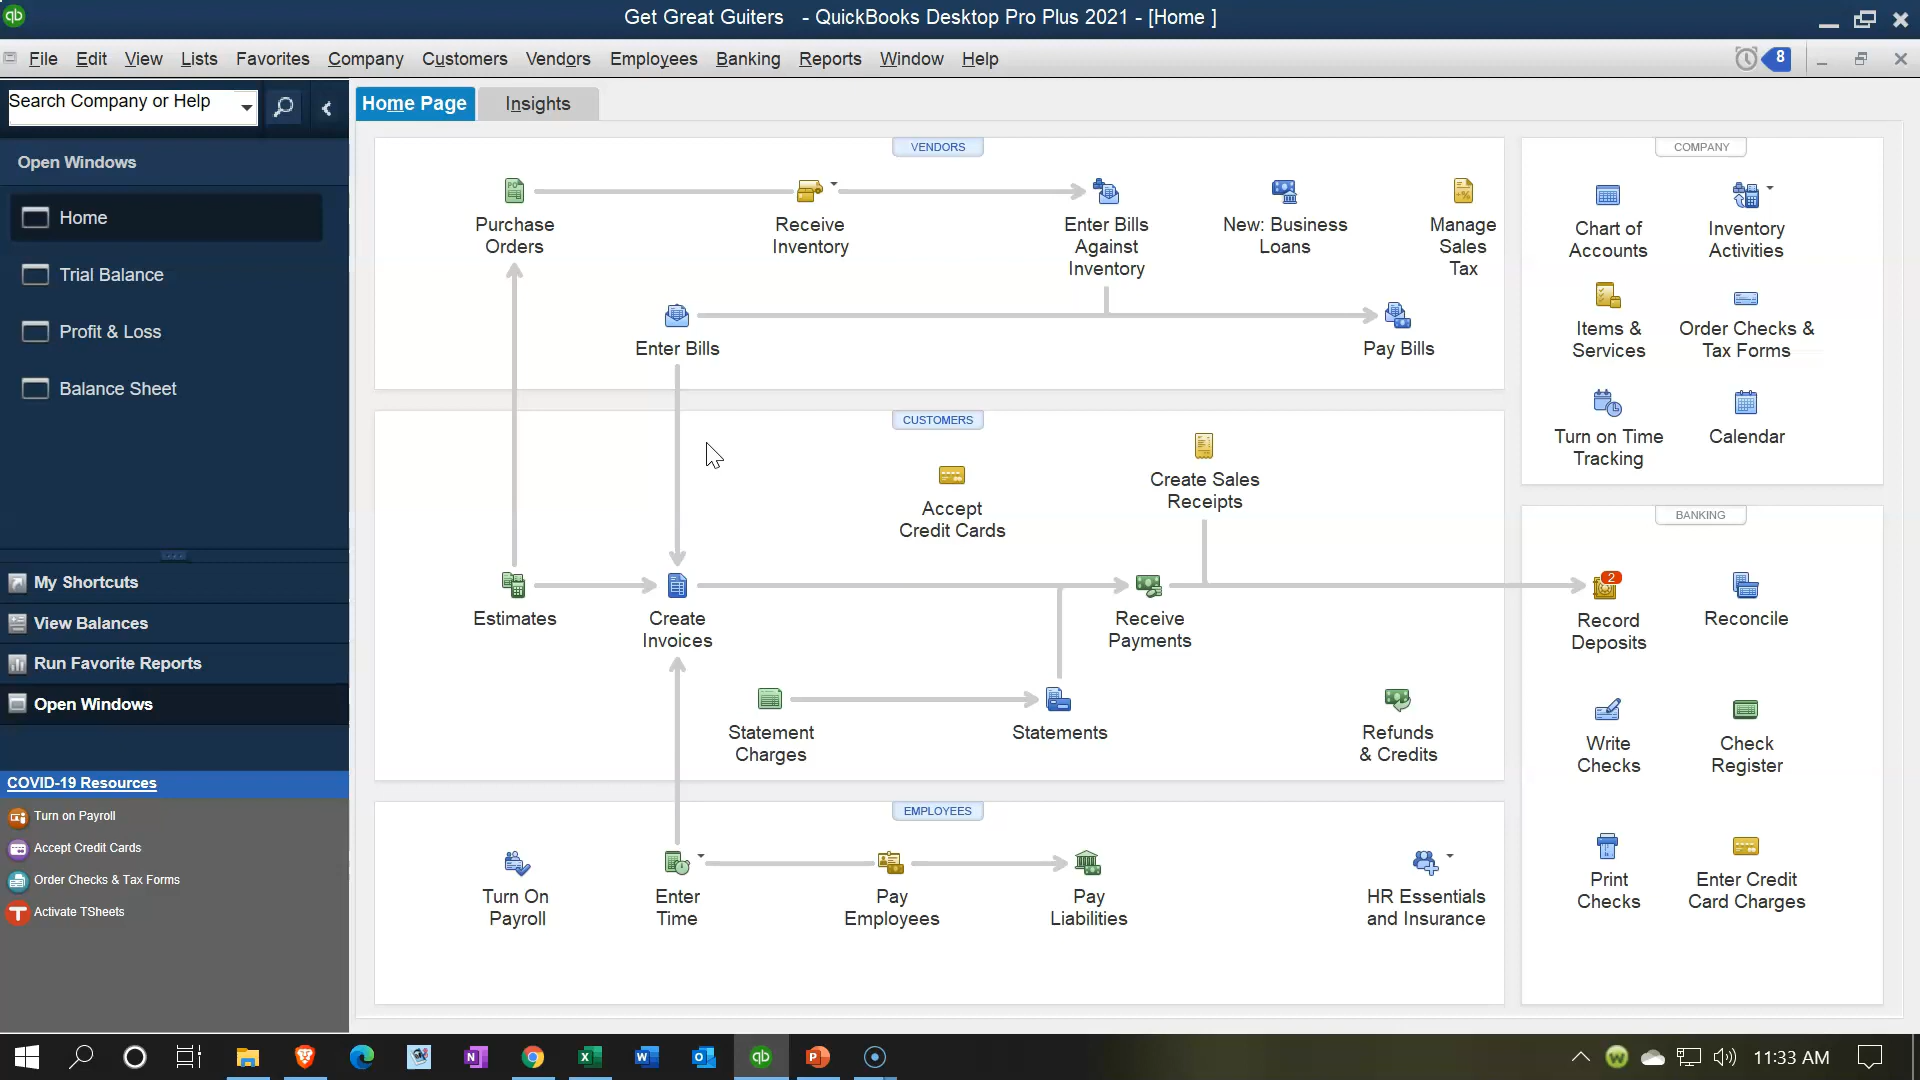 qb
Get Great Guiters - QuickBooks Desktop Pro Plus 2021 - [Home ]
File Edit View Lists Favorites Company Customers Vendors Employees Banking Reports Window Help
8
Search Company or Help
Home Page Insights
Open Windows
Home
Trial Balance
Profit & Loss
Balance Sheet
My Shortcuts
View Balances
Run Favorite Reports
Open Windows
COVID-19 Resources
Turn on Payroll
Accept Credit Cards
Order Checks & Tax Forms
Activate TSheets
VENDORS
Purchase
Orders
Receive
Inventory
Enter Bills
Against
Inventory
New: Business
Loans
Manage
Sales
Tax
Enter Bills
Pay Bills
CUSTOMERS
Accept
Credit Cards
Create Sales
Receipts
Estimates
Create
Invoices
Receive
Payments
Statement
Charges
Statements
Refunds
& Credits
EMPLOYEES
Turn On
Payroll
Enter
Time
Pay
Employees
Pay
Liabilities
HR Essentials
and Insurance
COMPANY
Chart of
Accounts
Inventory
Activities
Items &
Services
Order Checks &
Tax Forms
Turn on Time
Tracking
Calendar
BANKING
2
Record
Deposits
Reconcile
Write
Checks
Check
Register
Print
Checks
Enter Credit
Card Charges
11:33 AM